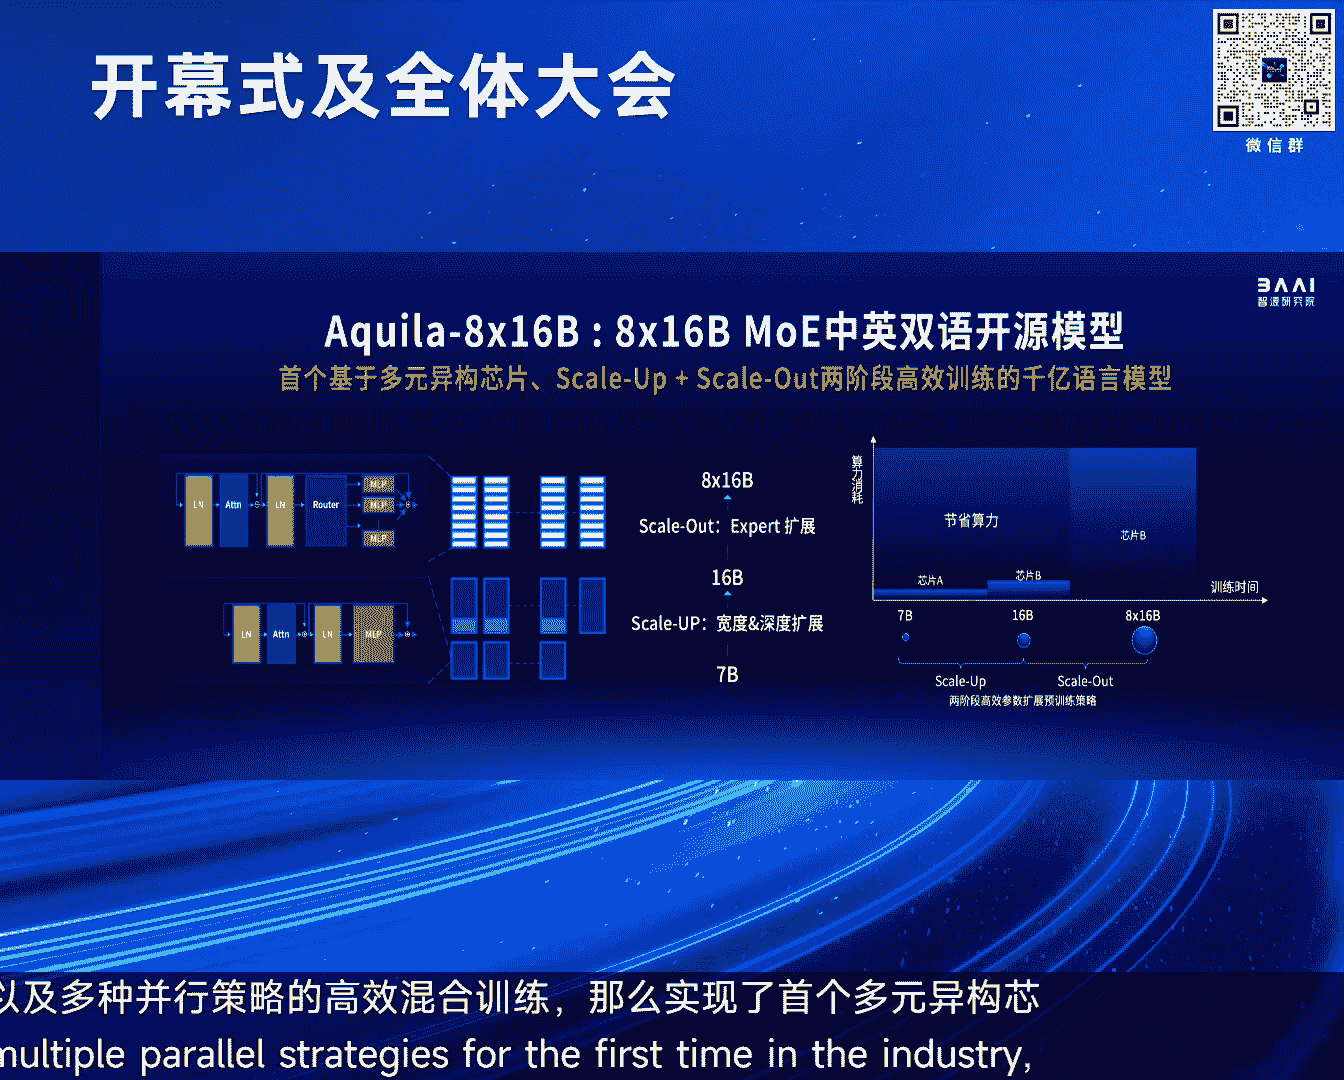 开幕式及全体大会
微信群
BAAI
智源研究院
Aquila-8x16B : 8x16B MoE中英双语开源模型
首个基于多元异构芯片、Scale-Up + Scale-Out两阶段高效训练的千亿语言模型
LN
Attn
LN
Router
MLP
MLP
MLP
LN
Attn
LN
MLP
8x16B
Scale-Out：Expert 扩展
16B
Scale-UP：宽度&深度扩展
7B
算力消耗
节省算力
芯片A
芯片B
芯片B
训练时间
7B
16B
8x16B
Scale-Up
Scale-Out
两阶段高效参数扩展预训练策略
以及多种并行策略的高效混合训练，那么实现了首个多元异构芯
multiple parallel strategies for the first time in the industry,